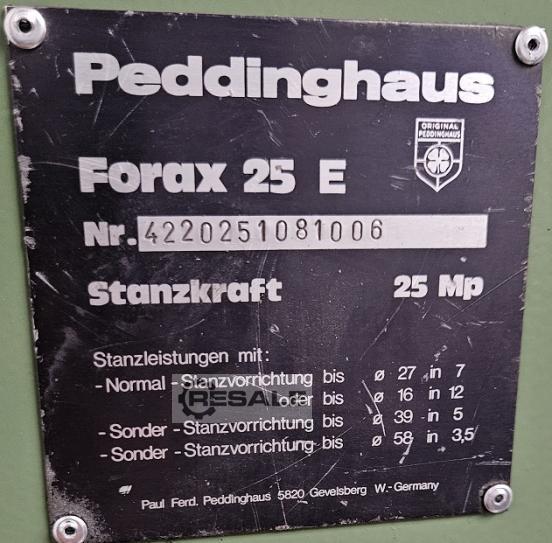 Peddinghaus
ORIGINAL
PEDDINGHAUS
Forax 25 E
Nr. 4220251081006
Stanzkraft 25 Mp
Stanzleistungen mit:
-Normal -Stanzvorrichtung bis ø 27 in 7
oder bis ø 16 in 12
-Sonder -Stanzvorrichtung bis ø 39 in 5
-Sonder -Stanzvorrichtung bis ø 58 in 3,5
RESALE
Paul Ferd. Peddinghaus 5820 Gevelsberg W.-Germany